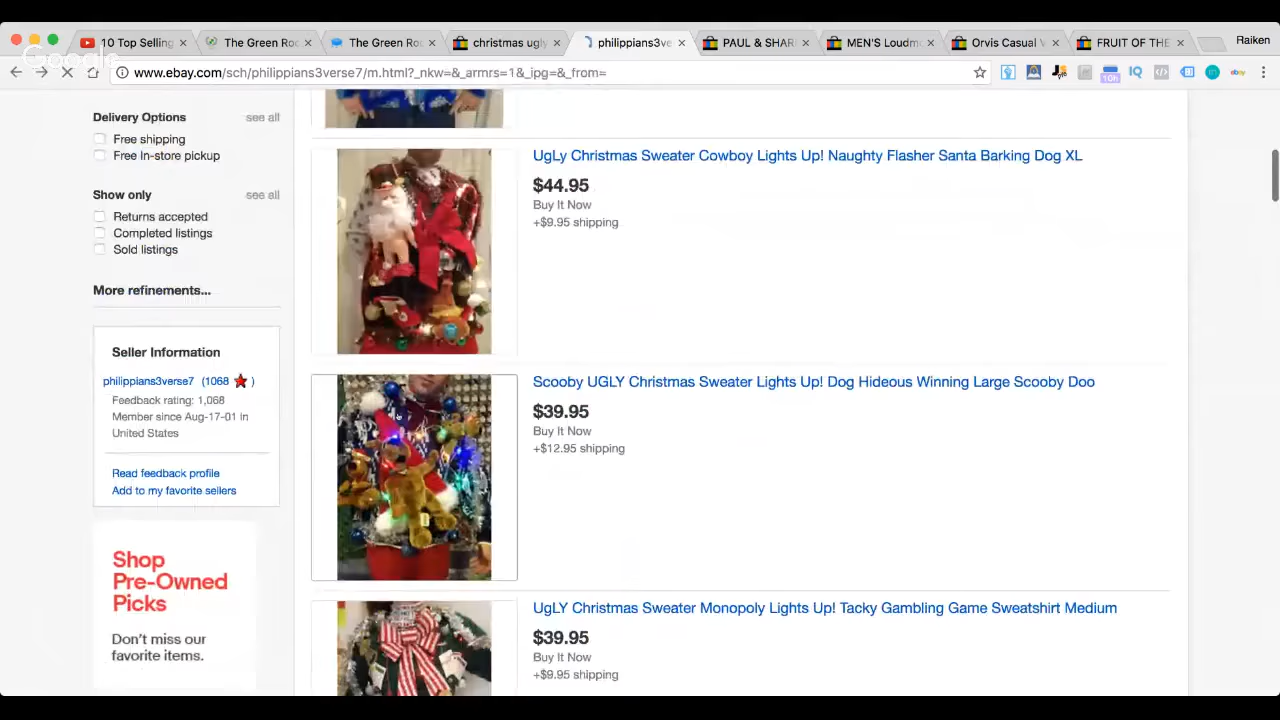 Google
10 Top Selling
The Green Ro
The Green Ro
christmas ugly
philippians3ve
PAUL & SHAR
MEN'S Loudm
Orvis Casual V
FRUIT OF THE
Raiken
www.ebay.com/sch/philippians3verse7/m.html?_nkw=&_armrs=1&_ipg=&_from=
10h
IQ
ebay
Delivery Options see all
Free shipping
Free In-store pickup
Show only see all
Returns accepted
Completed listings
Sold listings
More refinements...
Seller Information
philippians3verse7 (1068 )
Feedback rating: 1,068
Member since Aug-17-01 in
United States
Read feedback profile
Add to my favorite sellers
Shop
Pre-Owned
Picks
Don't miss our
favorite items.
UgLy Christmas Sweater Cowboy Lights Up! Naughty Flasher Santa Barking Dog XL
$44.95
Buy It Now
+$9.95 shipping
Scooby UGLY Christmas Sweater Lights Up! Dog Hideous Winning Large Scooby Doo
$39.95
Buy It Now
+$12.95 shipping
UgLY Christmas Sweater Monopoly Lights Up! Tacky Gambling Game Sweatshirt Medium
$39.95
Buy It Now
+$9.95 shipping